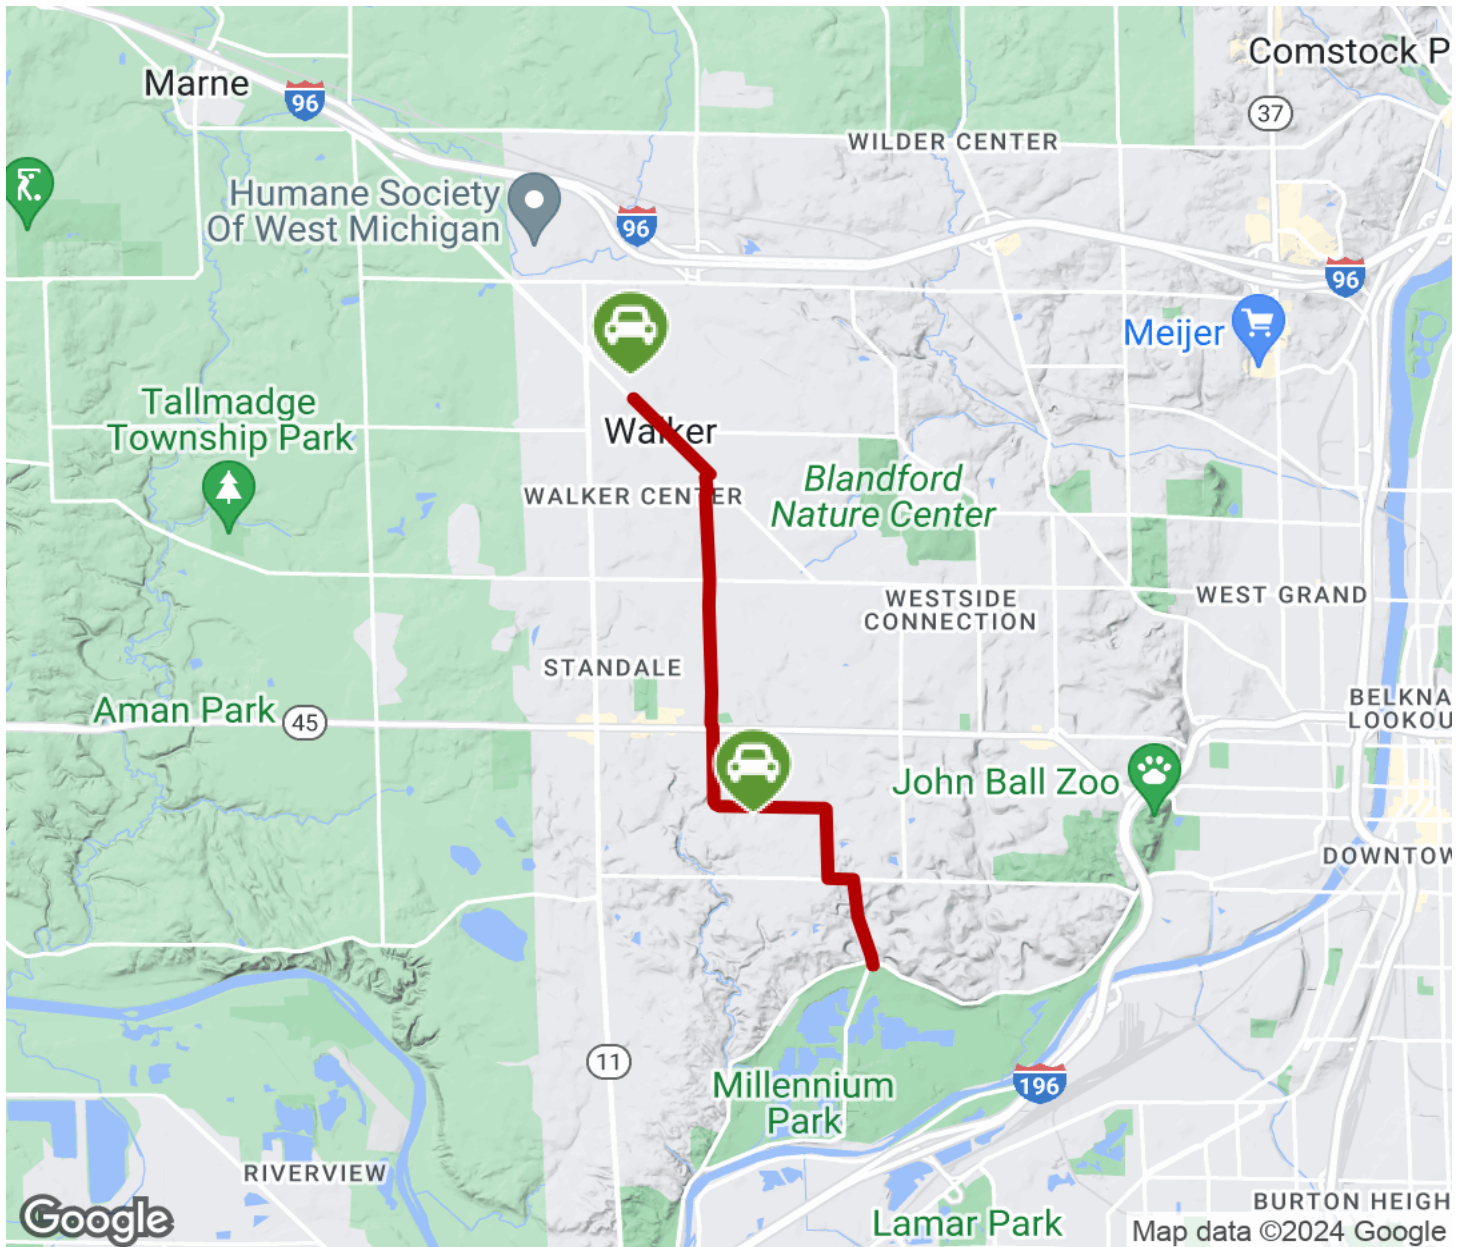 Comstock P
Marne
96
37
WILDER CENTER
Humane Society
Of West Michigan
96
96
Meijer
Tallmadge
Township Park
Walker
Blandford
Nature Center
WALKER CENTER
WESTSIDE
CONNECTION
WEST GRAND
STANDALE
BELKNA
LOOKOU
Aman Park
45
John Ball Zoo
DOWNTOW
11
196
Millennium
Park
RIVERVIEW
BURTON HEIGH
Lamar Park
Google
Map data ©2024 Google